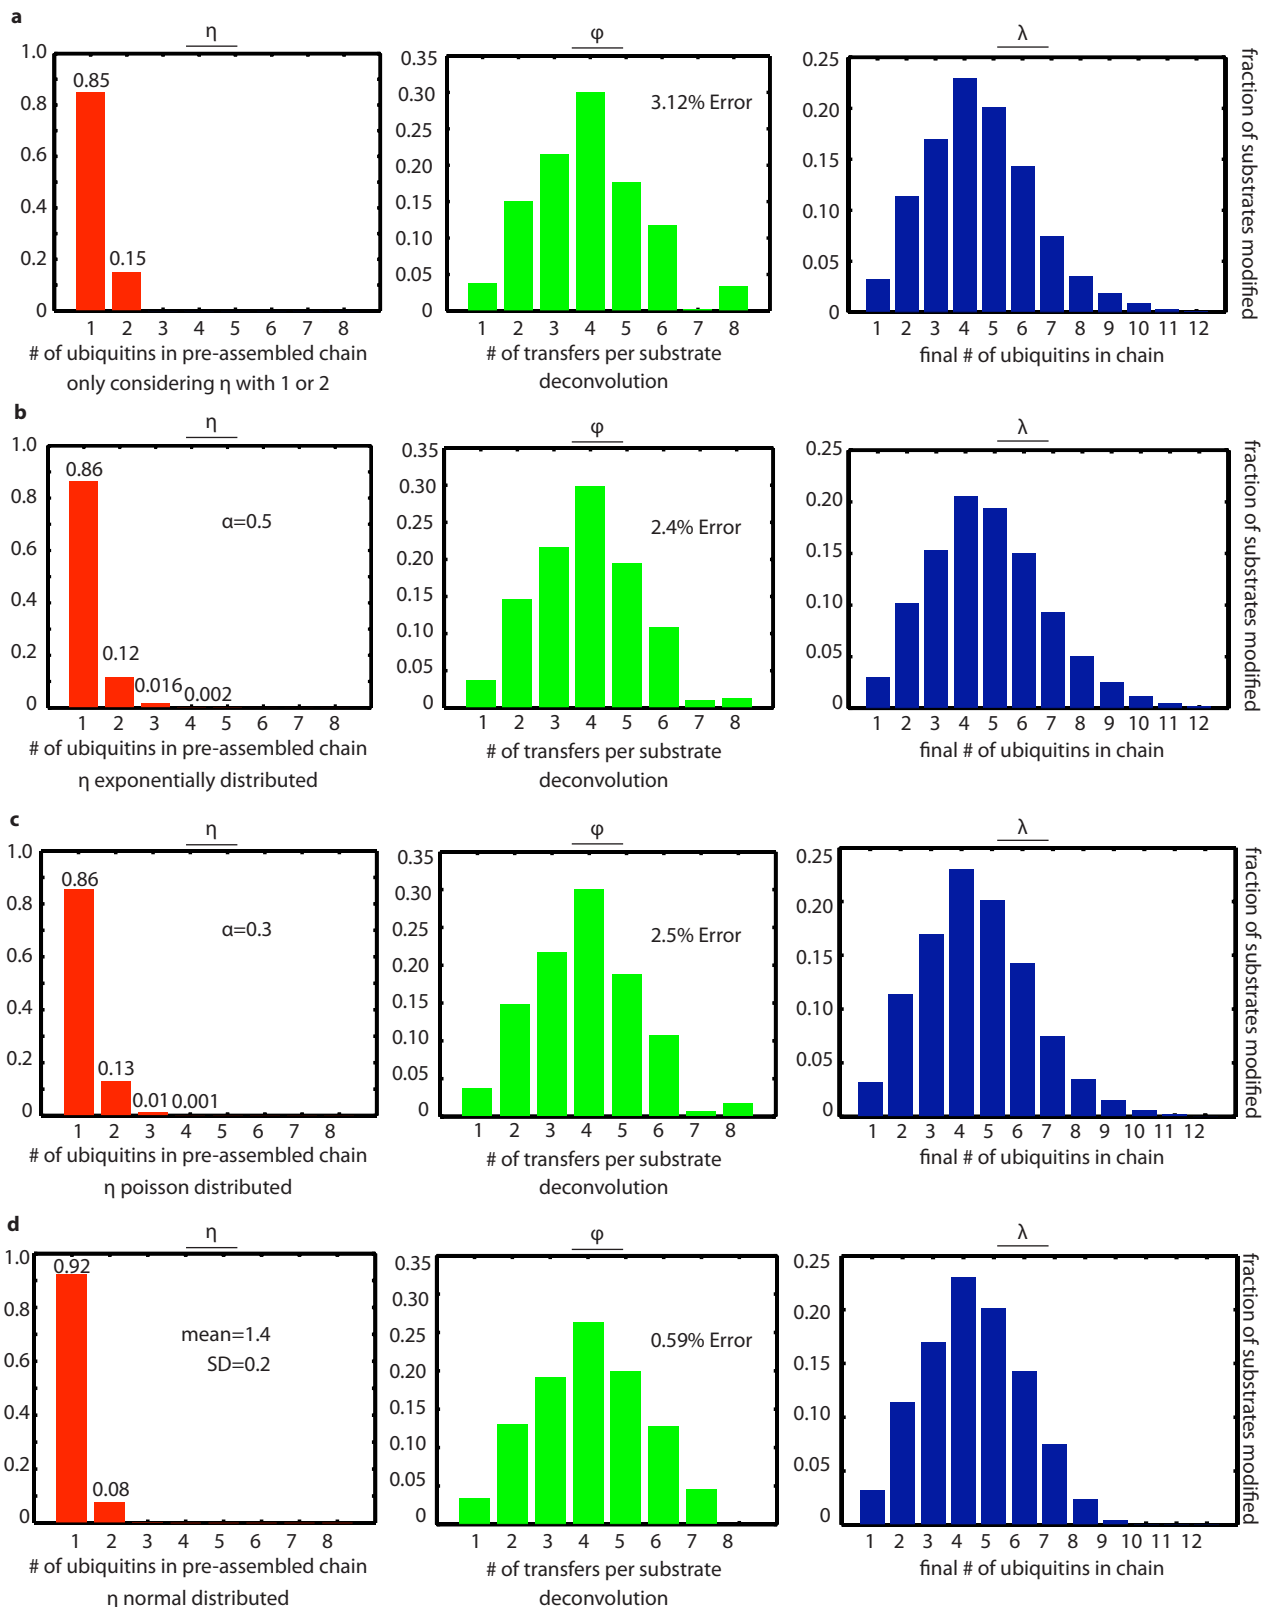 a
η
1.0
0.8
0.6
0.4
0.2
0
0.85
0.15
1 2 3 4 5 6 7 8
# of ubiquitins in pre-assembled chain
only considering η with 1 or 2
φ
0.35
0.30
0.25
0.20
0.15
0.10
0.05
0
3.12% Error
1 2 3 4 5 6 7 8
# of transfers per substrate
deconvolution
λ
0.25
0.20
0.15
0.10
0.05
0
1 2 3 4 5 6 7 8 9 10 11 12
final # of ubiquitins in chain
fraction of substrates modified
b
η
1.0
0.8
0.6
0.4
0.2
0
0.86
0.12
0.016
0.002
α=0.5
1 2 3 4 5 6 7 8
# of ubiquitins in pre-assembled chain
η exponentially distributed
φ
0.35
0.30
0.25
0.20
0.15
0.10
0.05
0
2.4% Error
1 2 3 4 5 6 7 8
# of transfers per substrate
deconvolution
λ
0.25
0.20
0.15
0.10
0.05
0
1 2 3 4 5 6 7 8 9 10 11 12
final # of ubiquitins in chain
fraction of substrates modified
c
η
1.0
0.8
0.6
0.4
0.2
0
0.86
0.13
0.01
0.001
α=0.3
1 2 3 4 5 6 7 8
# of ubiquitins in pre-assembled chain
η poisson distributed
φ
0.35
0.30
0.25
0.20
0.15
0.10
0.05
0
2.5% Error
1 2 3 4 5 6 7 8
# of transfers per substrate
deconvolution
λ
0.25
0.20
0.15
0.10
0.05
0
1 2 3 4 5 6 7 8 9 10 11 12
final # of ubiquitins in chain
fraction of substrates modified
d
η
1.0
0.8
0.6
0.4
0.2
0
0.92
0.08
mean=1.4
SD=0.2
1 2 3 4 5 6 7 8
# of ubiquitins in pre-assembled chain
η normal distributed
φ
0.35
0.30
0.25
0.20
0.15
0.10
0.05
0
0.59% Error
1 2 3 4 5 6 7 8
# of transfers per substrate
deconvolution
λ
0.25
0.20
0.15
0.10
0.05
0
1 2 3 4 5 6 7 8 9 10 11 12
final # of ubiquitins in chain
fraction of substrates modified